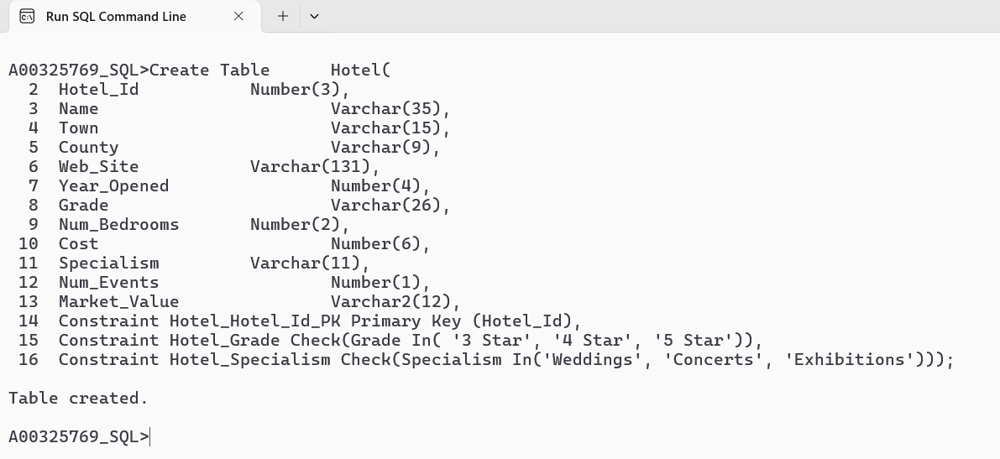 Run SQL Command Line
A00325769_SQL>Create Table      Hotel(
  2  Hotel_Id           Number(3),
  3  Name                       Varchar(35),
  4  Town                       Varchar(15),
  5  County                     Varchar(9),
  6  Web_Site           Varchar(131),
  7  Year_Opened                Number(4),
  8  Grade                      Varchar(26),
  9  Num_Bedrooms       Number(2),
 10  Cost                       Number(6),
 11  Specialism         Varchar(11),
 12  Num_Events                 Number(1),
 13  Market_Value               Varchar2(12),
 14  Constraint Hotel_Hotel_Id_PK Primary Key (Hotel_Id),
 15  Constraint Hotel_Grade Check(Grade In( '3 Star', '4 Star', '5 Star')),
 16  Constraint Hotel_Specialism Check(Specialism In('Weddings', 'Concerts', 'Exhibitions')));
Table created.
A00325769_SQL>